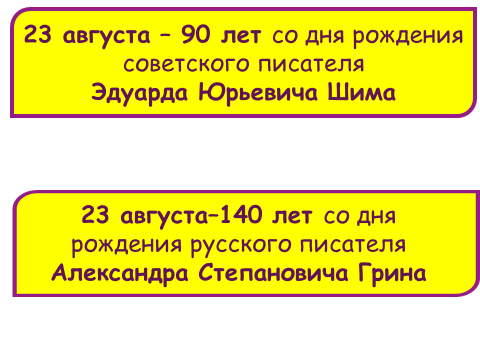 23 августа – 90 лет со дня рождения
советского писателя
Эдуарда Юрьевича Шима
23 августа–140 лет со дня
рождения русского писателя
Александра Степановича Грина